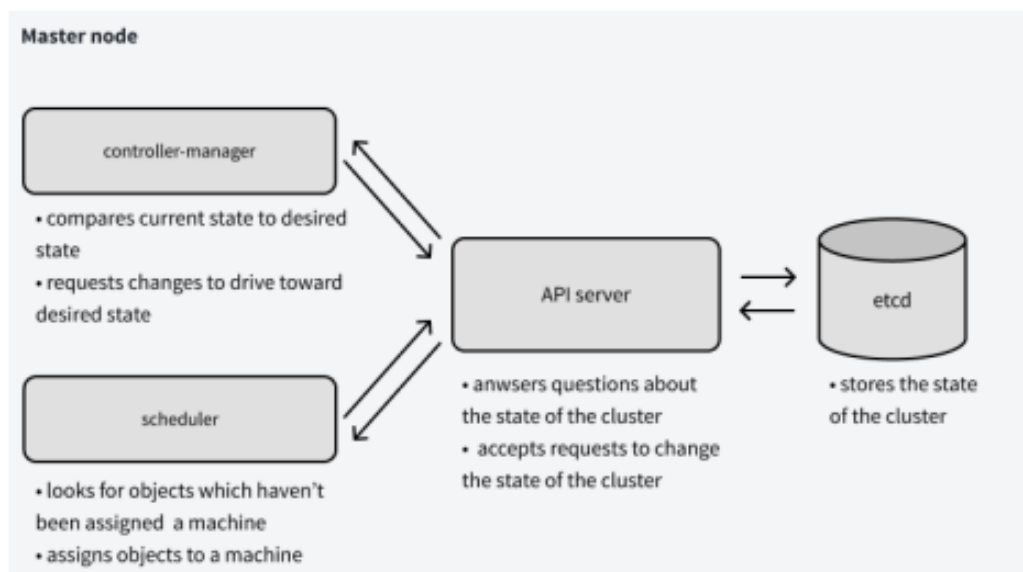 Master node
controller-manager
• compares current state to desired
state
• requests changes to drive toward
desired state
API server
• anwsers questions about
the state of the cluster
• accepts requests to change
the state of the cluster
etcd
• stores the state
of the cluster
scheduler
• looks for objects which haven't
been assigned a machine
• assigns objects to a machine